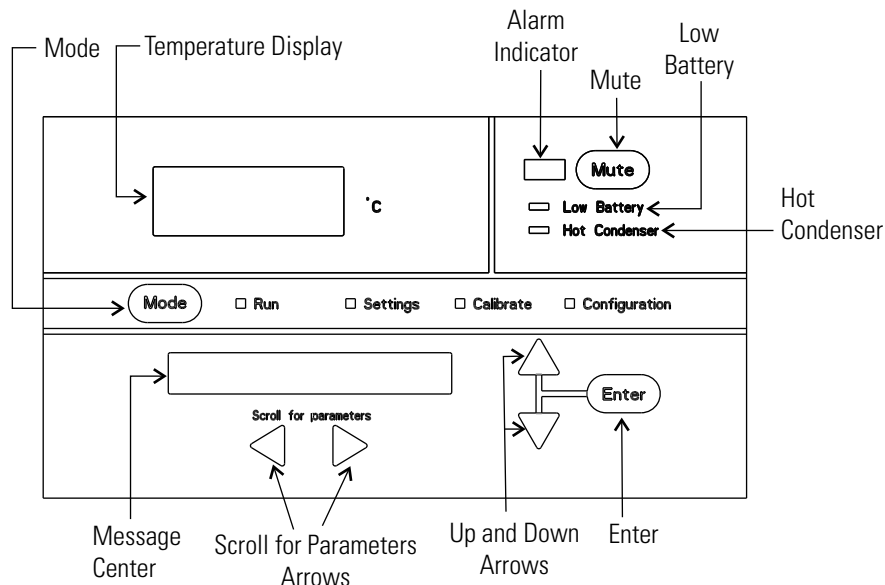 Mode
Temperature Display
Alarm
Indicator
Mute
Low
Battery
Mute
°C
Low Battery
Hot Condenser
Hot
Condenser
Mode
Run
Settings
Calibrate
Configuration
Scroll for parameters
Enter
Message
Center
Scroll for Parameters
Arrows
Up and Down
Arrows
Enter